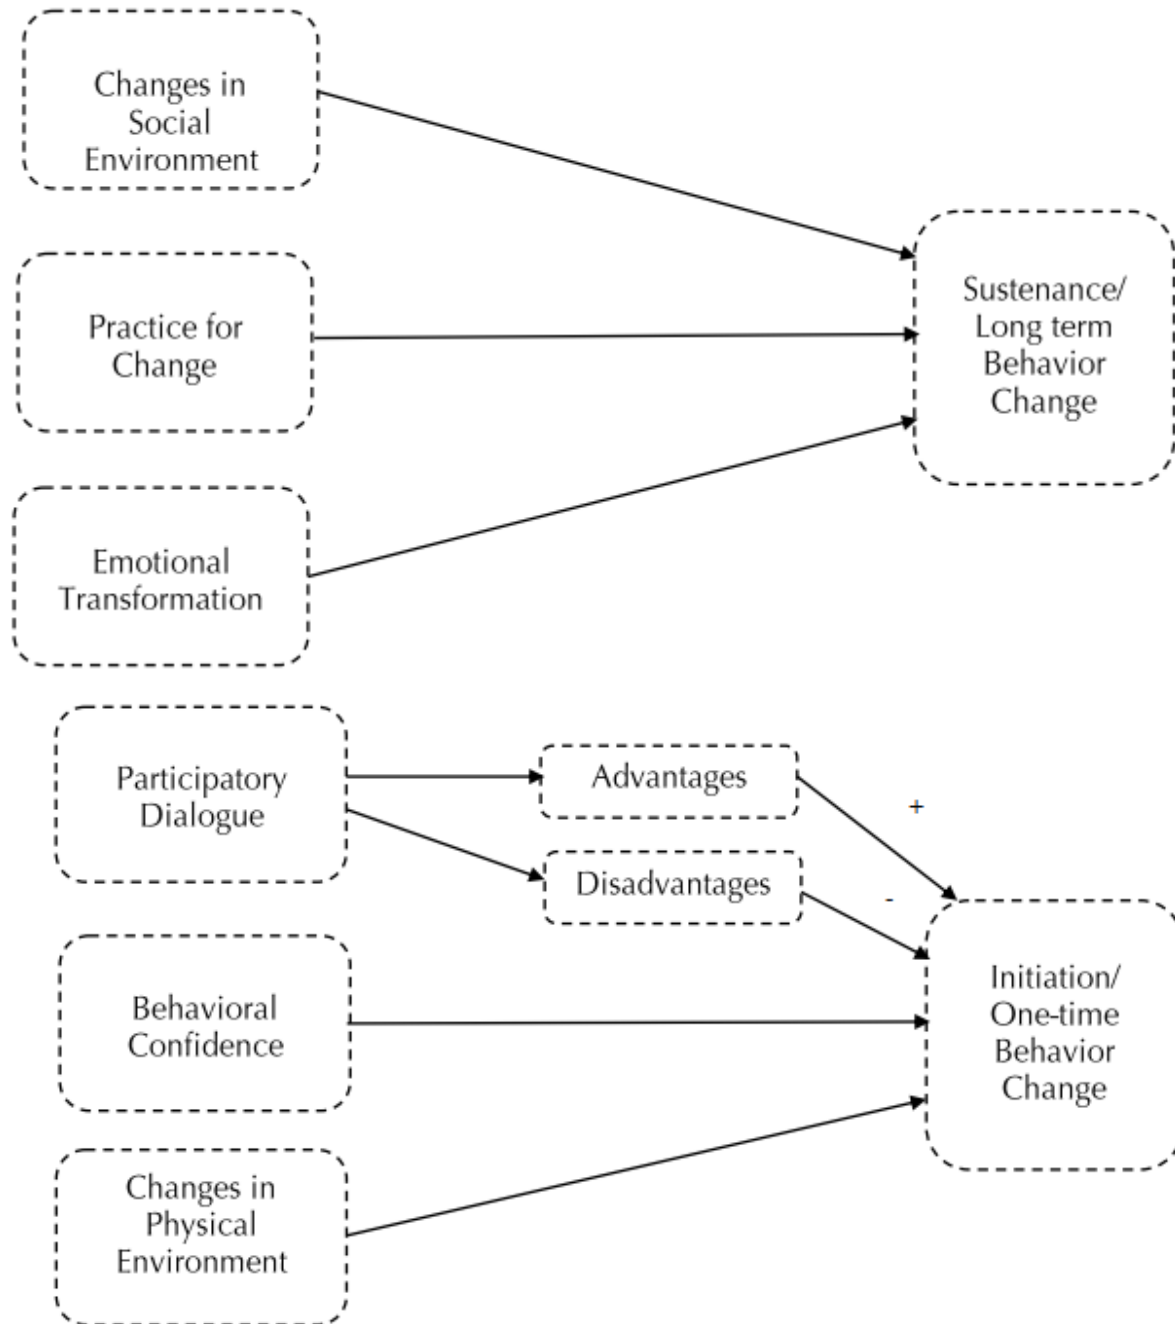 Changes in
Social
Environment
Practice for
Change
Emotional
Transformation
Sustenance/
Long term
Behavior
Change
Participatory
Dialogue
Advantages
+
Disadvantages
-
Behavioral
Confidence
Changes in
Physical
Environment
Initiation/
One-time
Behavior
Change